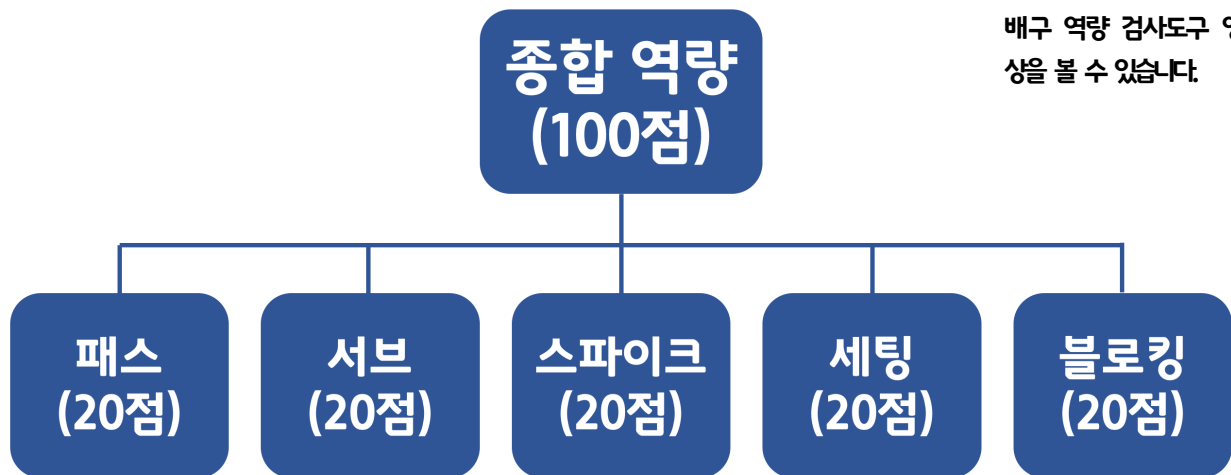 배구 역량 검사도구 영
상을 볼 수 있습니다.
종합 역량
(100점)
패스
(20점)
서브
(20점)
스파이크
(20점)
세팅
(20점)
블로킹
(20점)